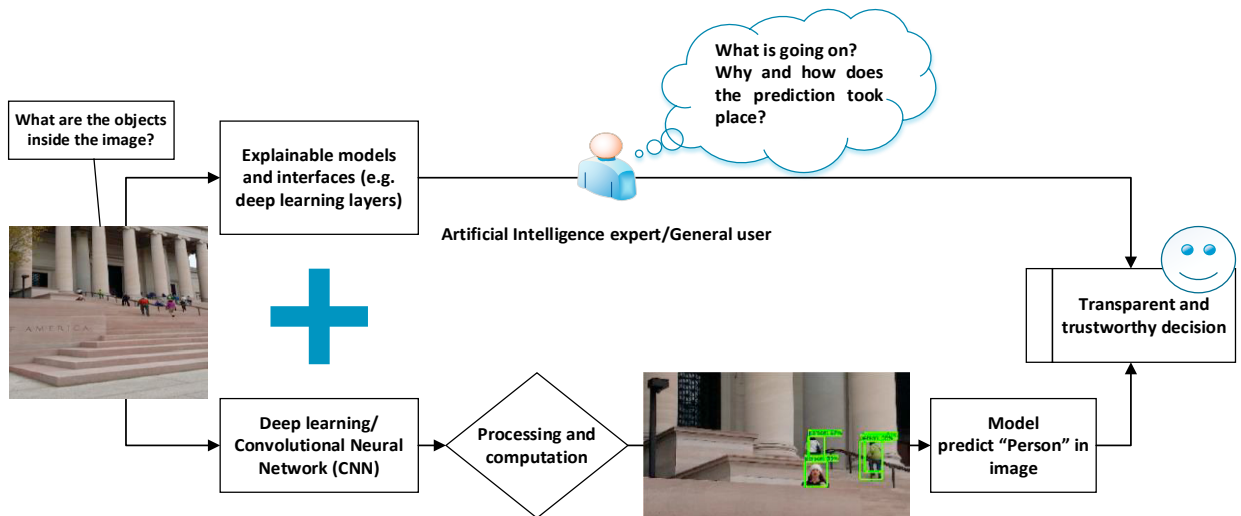 What is going on?
Why and how does
the prediction took
place?
What are the objects
inside the image?
Explainable models
and interfaces (e.g.
deep learning layers)
Artificial Intelligence expert/General user
Transparent and
trustworthy decision
AMERICA
Deep learning/
Convolutional Neural
Network (CNN)
Processing and
computation
Model
predict “Person” in
image